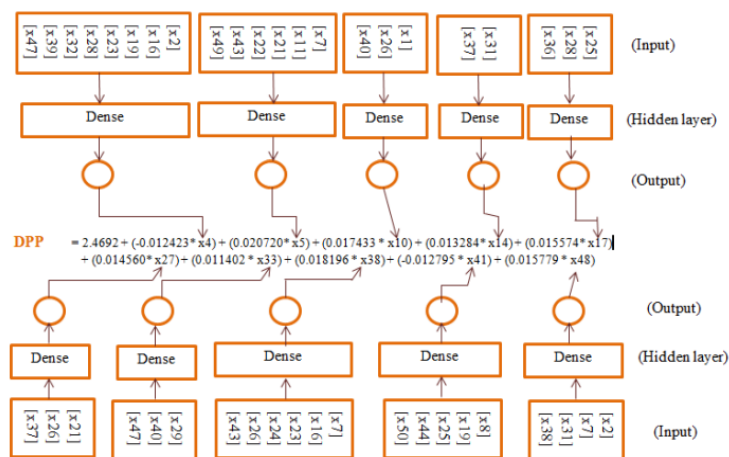 [x2]
[x16]
[x19]
[x23]
[x28]
[x32]
[x39]
[x47]
[x7]
[x11]
[x21]
[x22]
[x43]
[x49]
[x1]
[x26]
[x40]
[x31]
[x37]
[x25]
[x28]
[x36]
(Input)
Dense
Dense
Dense
Dense
Dense
(Hidden layer)
(Output)
DPP = 2.4692 + (-0.012423* x4) + (0.020720* x5) + (0.017433 * x10) + (0.013284* x14) + (0.015574* x17)
+ (0.014560* x27) + (0.011402 * x33) + (0.018196 * x38) + (-0.012795 * x41) + (0.015779 * x48)
(Output)
Dense
Dense
Dense
Dense
Dense
(Hidden layer)
[x21]
[x26]
[x37]
[x29]
[x40]
[x47]
[x7]
[x16]
[x23]
[x24]
[x26]
[x43]
[x8]
[x19]
[x25]
[x44]
[x50]
[x2]
[x7]
[x31]
[x38]
(Input)